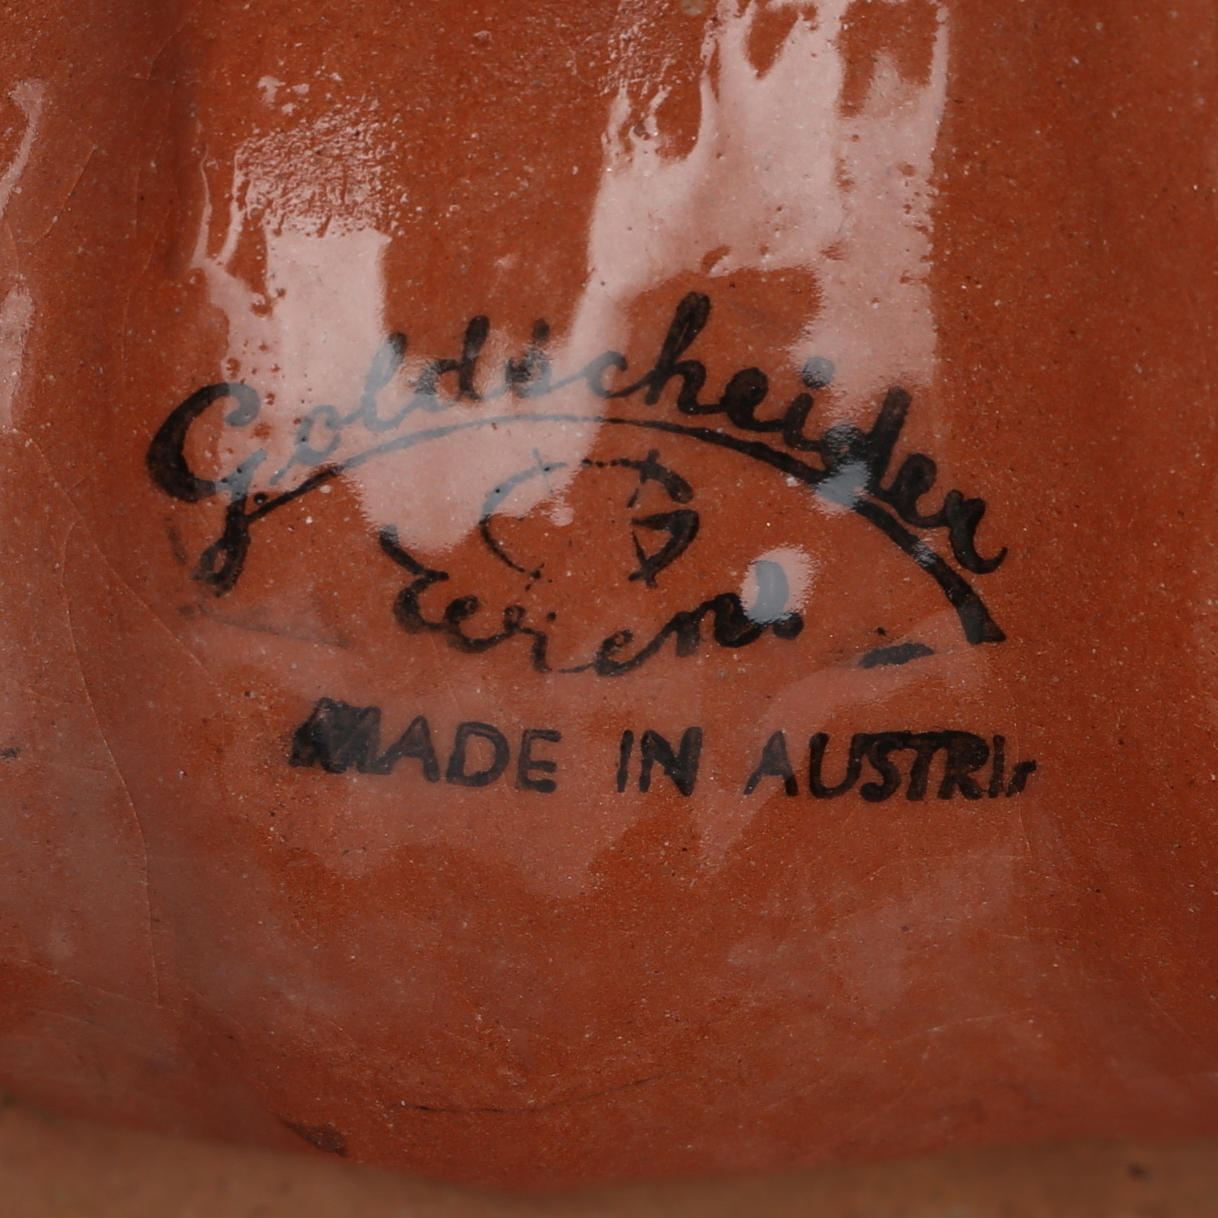 Goldscheider
Wien
MADE IN AUSTRIA